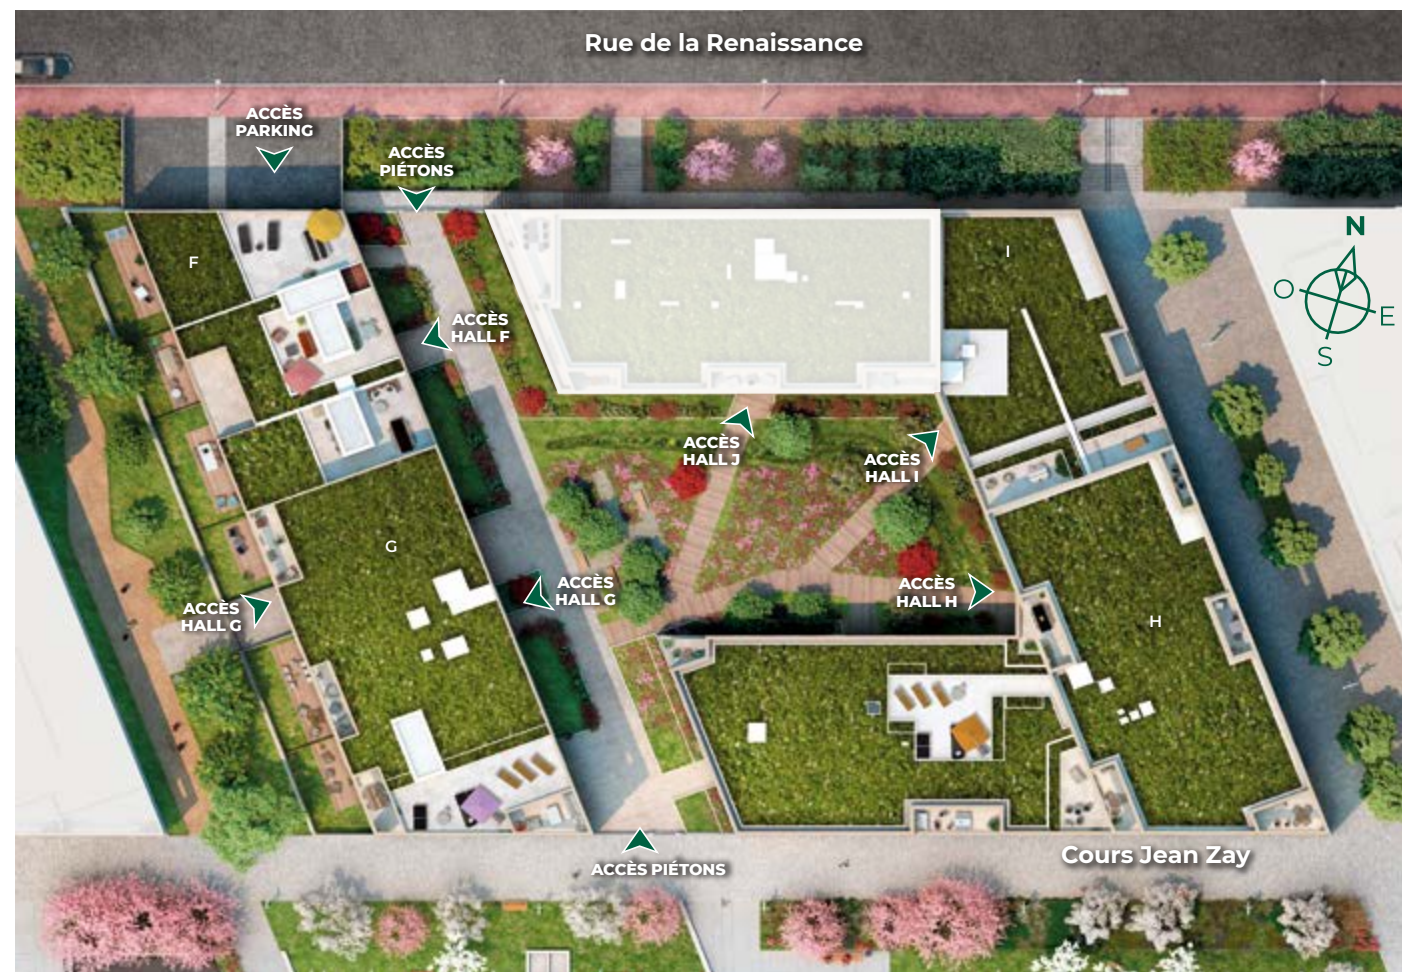 Rue de la Renaissance
ACCÈS
PARKING
ACCÈS
PIÉTONS
F
I
N
O
E
S
ACCÈS
HALL F
ACCÈS
HALL J
ACCÈS
HALL I
G
ACCÈS
HALL G
ACCÈS
HALL G
ACCÈS
HALL H
H
ACCÈS PIÉTONS
Cours Jean Zay